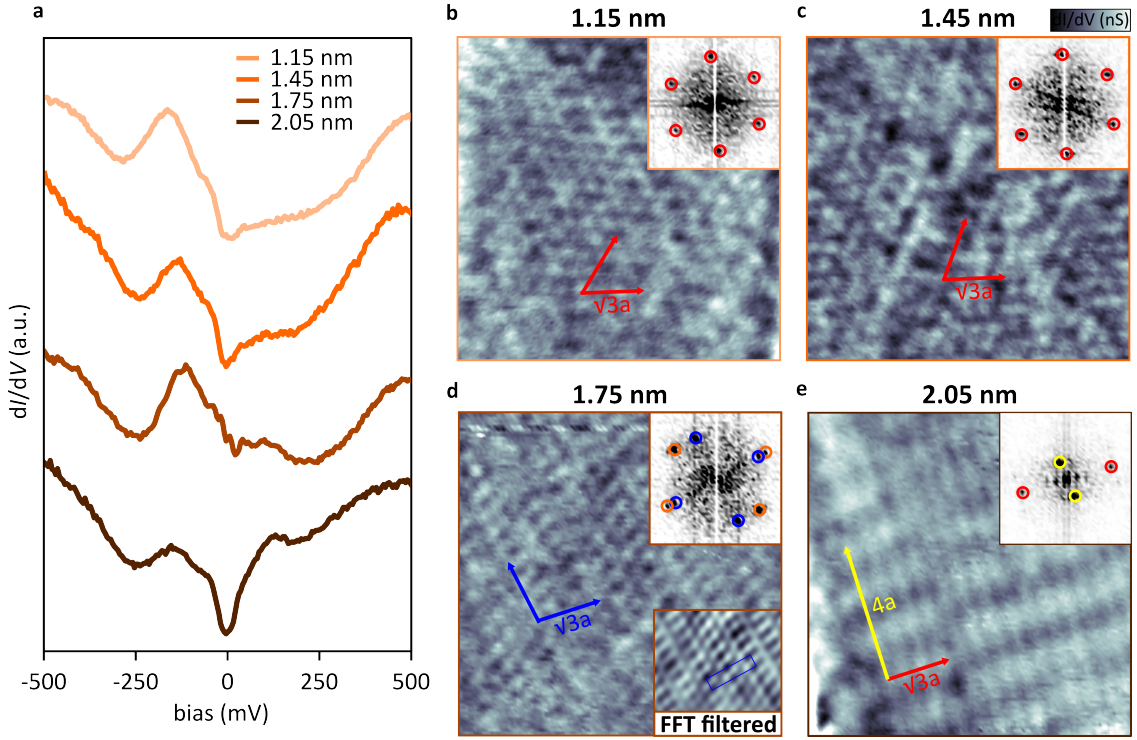 a
1.15 nm
1.45 nm
1.75 nm
2.05 nm
dI/dV (a.u.)
-500
-250
0
250
500
bias (mV)
b
1.15 nm
√3a
c
1.45 nm
dI/dV (nS)
√3a
d
1.75 nm
√3a
FFT filtered
e
2.05 nm
4a
√3a